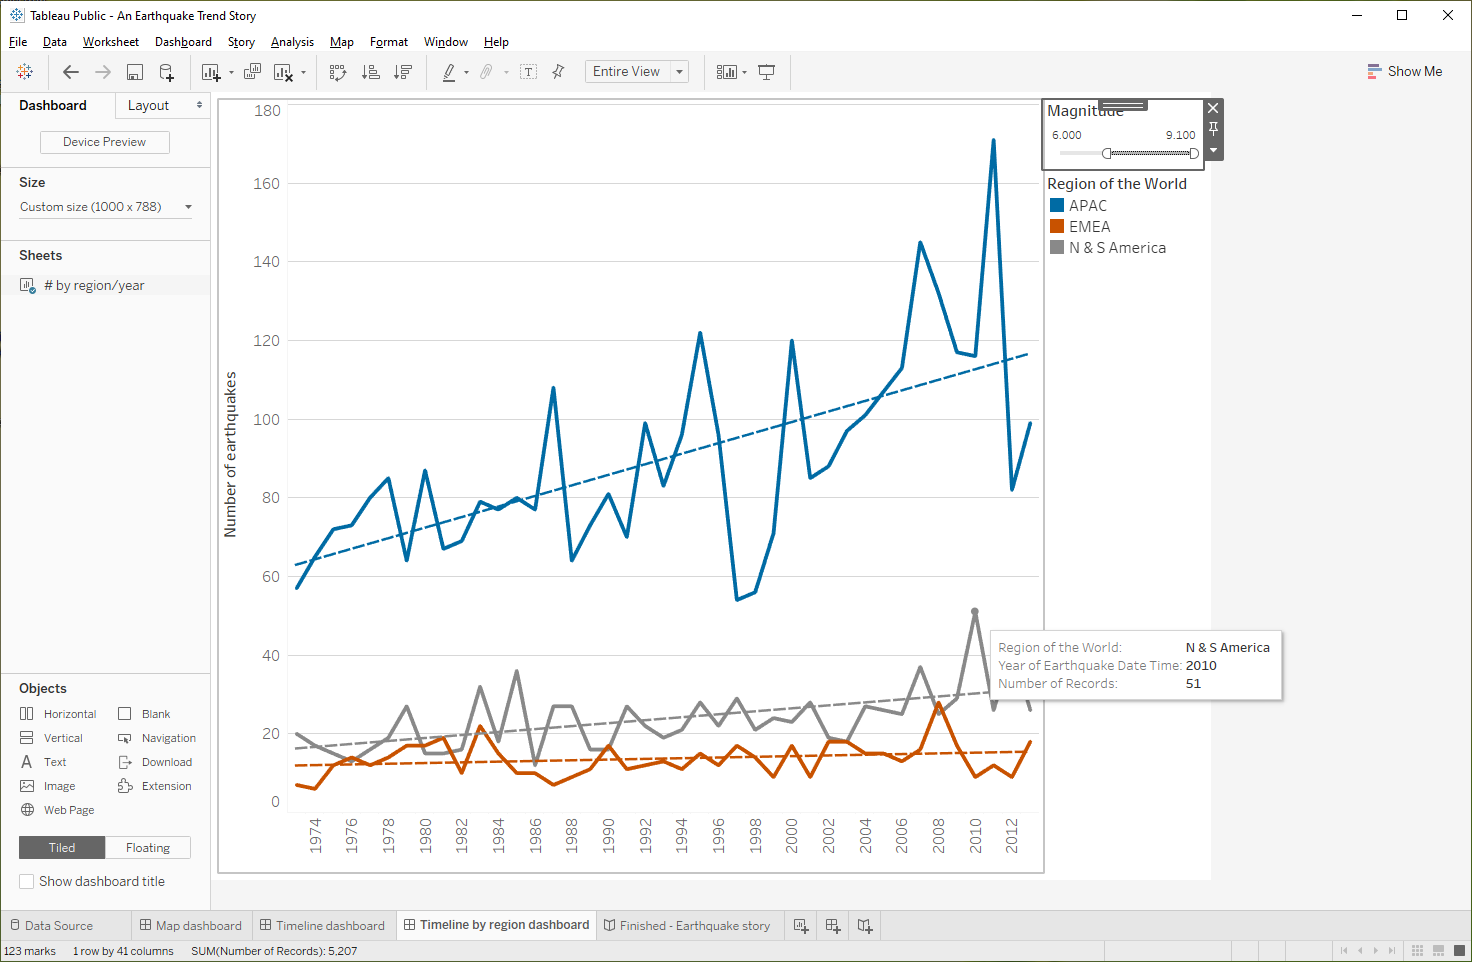 Tableau Public - An Earthquake Trend Story
File Data Worksheet Dashboard Story Analysis Map Format Window Help
Entire View
Show Me
Dashboard Layout
Device Preview
Size
Custom size (1000 x 788)
Sheets
# by region/year
Objects
Horizontal Blank
Vertical Navigation
Text Download
Image Extension
Web Page
Tiled Floating
Show dashboard title
Number of earthquakes
180
160
140
120
100
80
60
40
20
0
1974 1976 1978 1980 1982 1984 1986 1988 1990 1992 1994 1996 1998 2000 2002 2004 2006 2008 2010 2012
Magnitude
6.000 9.100
Region of the World
APAC
EMEA
N & S America
Region of the World: N & S America
Year of Earthquake Date Time: 2010
Number of Records: 51
Data Source Map dashboard Timeline dashboard Timeline by region dashboard Finished - Earthquake story
123 marks 1 row by 41 columns SUM(Number of Records): 5,207